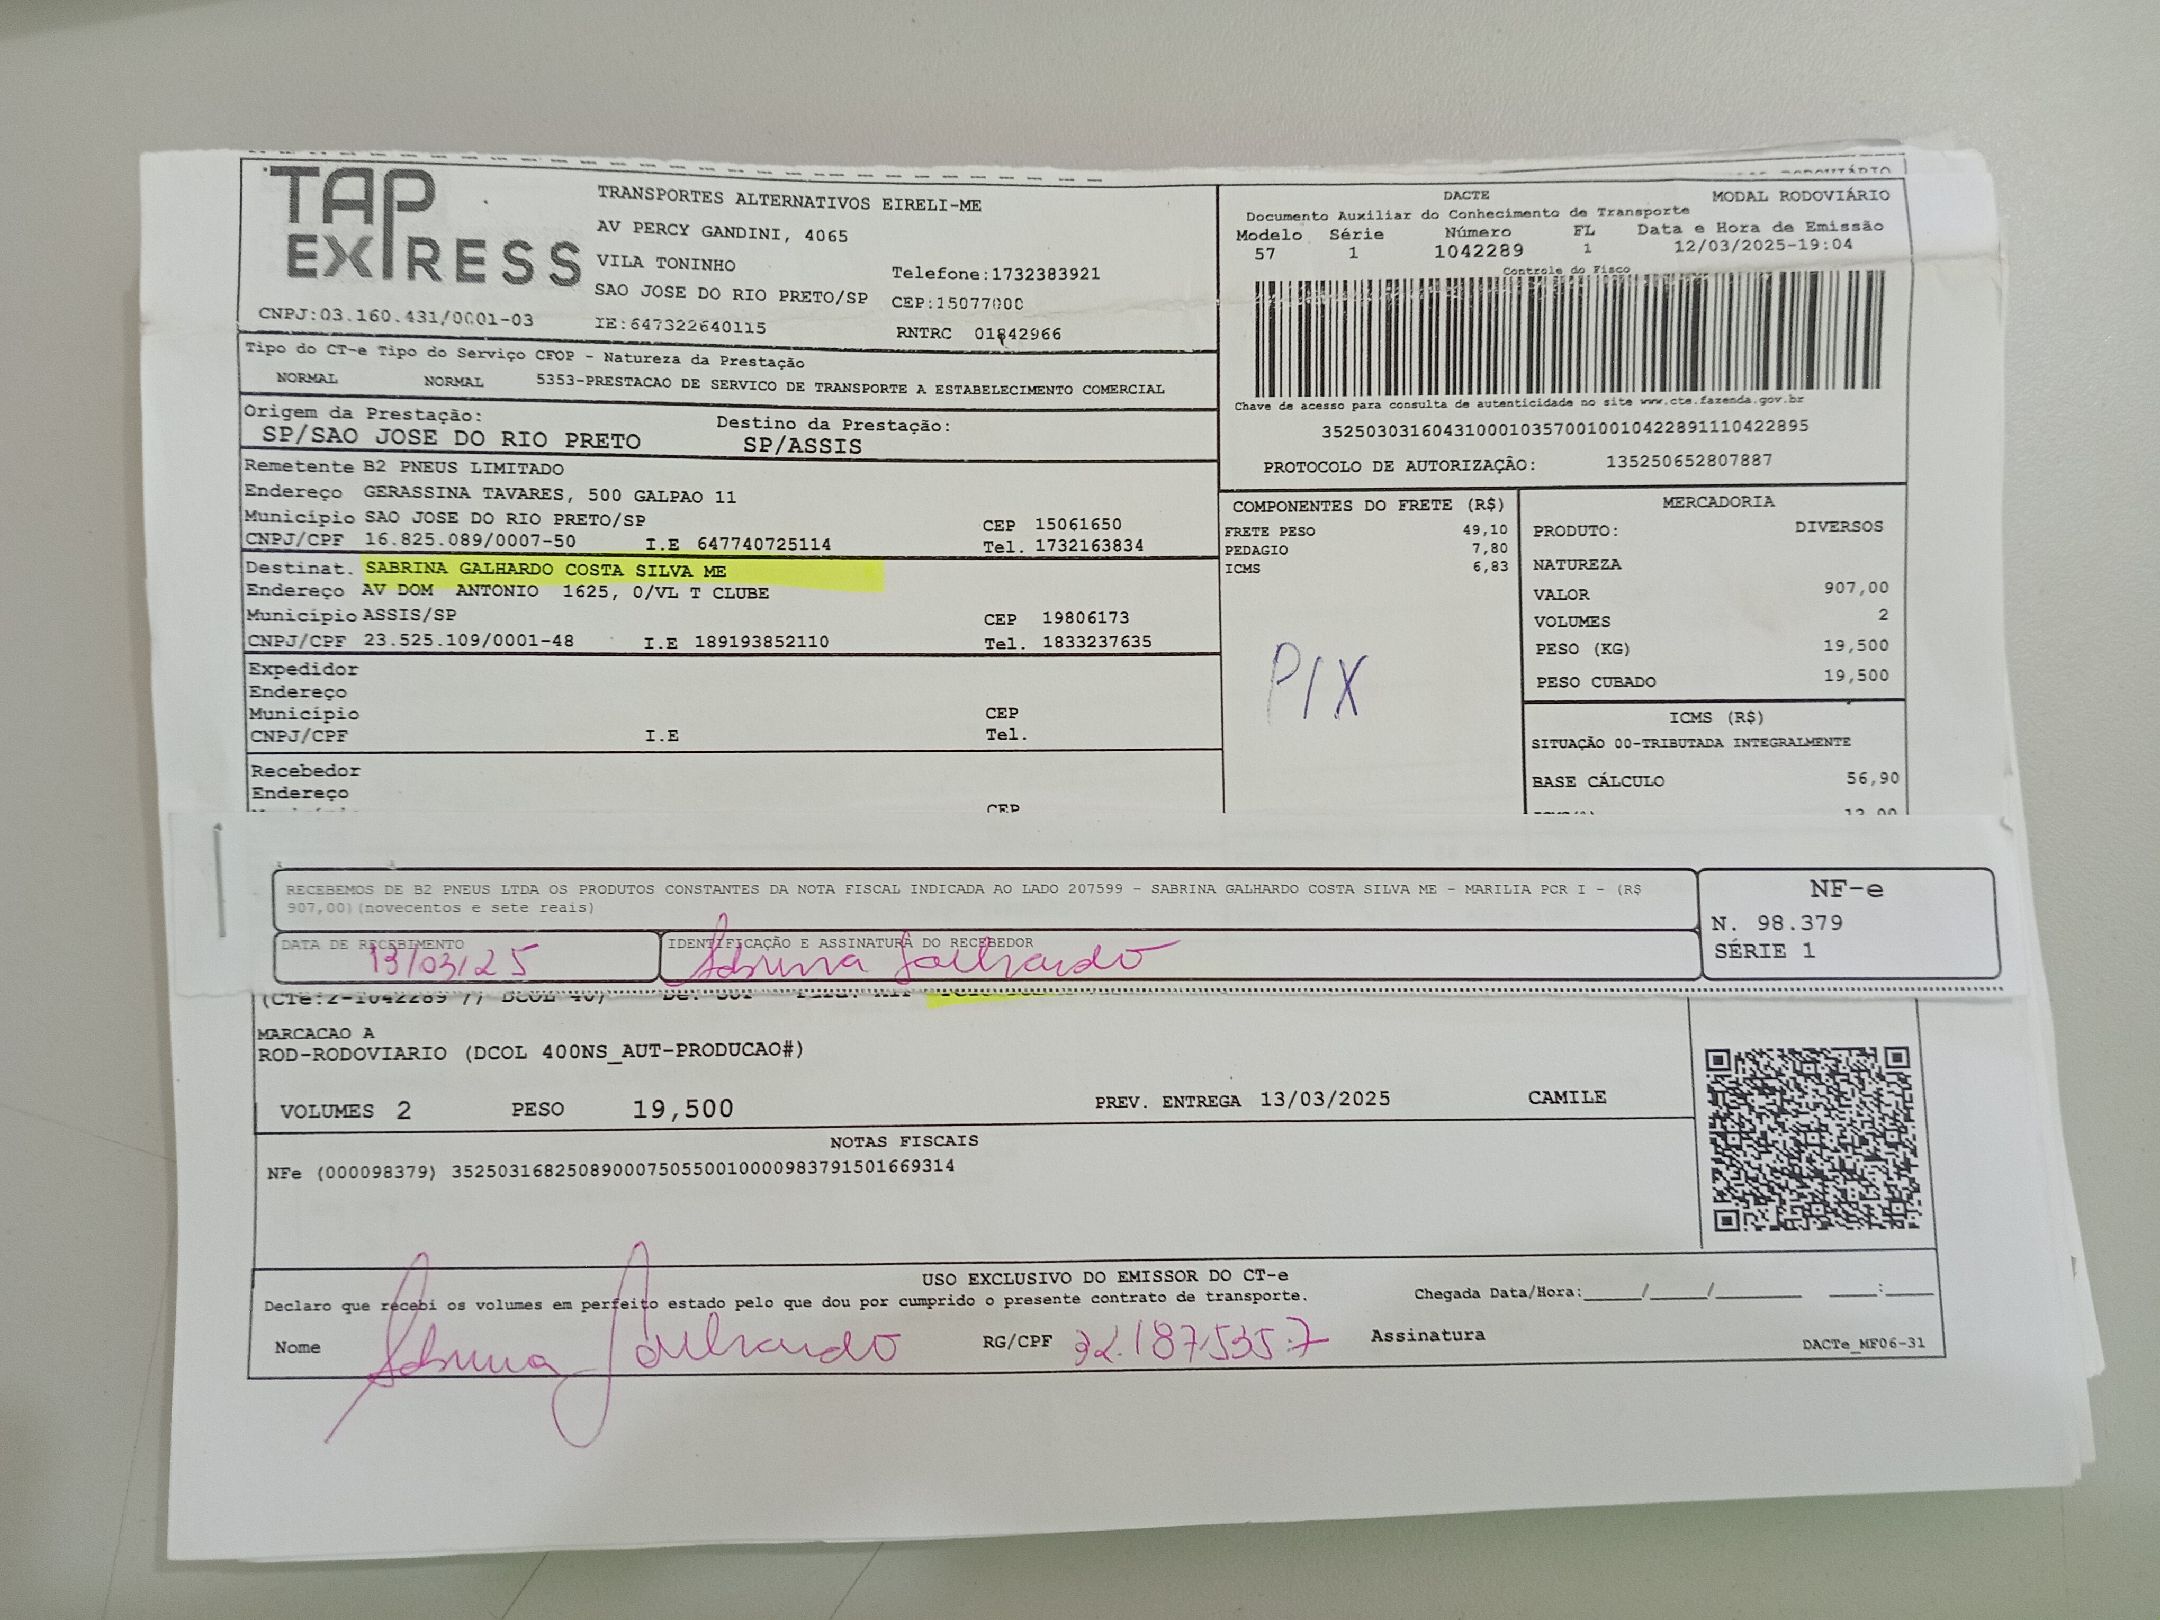 TAP EXPRESS
TRANSPORTES ALTERNATIVOS EIRELI-ME
AV PERCY GANDINI, 4065
VILA TONINHO Telefone:1732383921
SAO JOSE DO RIO PRETO/SP CEP:15077000
CNPJ:03.160.431/0001-03 IE:647322640115 RNTRC 01842966
DACTE MODAL RODOVIÁRIO
Documento Auxiliar do Conhecimento de Transporte
Modelo Série Número FL Data e Hora de Emissão
57 1 1042289 1 12/03/2025-19:04
Controle do Fisco
Chave de acesso para consulta de autenticidade no site www.cte.fazenda.gov.br
35250303160431000103570010010422891110422895
PROTOCOLO DE AUTORIZAÇÃO: 135250652807887
Tipo do CT-e Tipo do Serviço CFOP - Natureza da Prestação
NORMAL NORMAL 5353-PRESTACAO DE SERVICO DE TRANSPORTE A ESTABELECIMENTO COMERCIAL
Origem da Prestação: Destino da Prestação:
SP/SAO JOSE DO RIO PRETO SP/ASSIS
Remetente B2 PNEUS LIMITADO
Endereço GERASSINA TAVARES, 500 GALPAO 11
Município SAO JOSE DO RIO PRETO/SP CEP 15061650
CNPJ/CPF 16.825.089/0007-50 I.E 647740725114 Tel. 1732163834
Destinat. SABRINA GALHARDO COSTA SILVA ME
Endereço AV DOM ANTONIO 1625, 0/VL T CLUBE
Município ASSIS/SP CEP 19806173
CNPJ/CPF 23.525.109/0001-48 I.E 189193852110 Tel. 1833237635
Expedidor
Endereço
Município CEP
CNPJ/CPF I.E Tel.
Recebedor
Endereço
CEP
COMPONENTES DO FRETE (R$)
FRETE PESO 49,10
PEDAGIO 7,80
ICMS 6,83
PIX
MERCADORIA
PRODUTO: DIVERSOS
NATUREZA
VALOR 907,00
VOLUMES 2
PESO (KG) 19,500
PESO CUBADO 19,500
ICMS (R$)
SITUAÇÃO 00-TRIBUTADA INTEGRALMENTE
BASE CÁLCULO 56,90
RECEBEMOS DE B2 PNEUS LTDA OS PRODUTOS CONSTANTES DA NOTA FISCAL INDICADA AO LADO 207599 - SABRINA GALHARDO COSTA SILVA ME - MARILIA PCR I - (R$
907,00)(novecentos e sete reais)
DATA DE RECEBIMENTO IDENTIFICAÇÃO E ASSINATURA DO RECEBEDOR
13/03/25 Sabrina Galhardo
NF-e
N. 98.379
SÉRIE 1
MARCACAO A
ROD-RODOVIARIO (DCOL 400NS_AUT-PRODUCAO#)
VOLUMES 2 PESO 19,500 PREV. ENTREGA 13/03/2025 CAMILE
NOTAS FISCAIS
NFe (000098379) 35250316825089000750550010000983791501669314
USO EXCLUSIVO DO EMISSOR DO CT-e
Declaro que recebi os volumes em perfeito estado pelo que dou por cumprido o presente contrato de transporte. Chegada Data/Hora:____/____/______ ___:___
Nome Sabrina Galhardo RG/CPF 32.187.535.7 Assinatura
DACTe_MF06-31